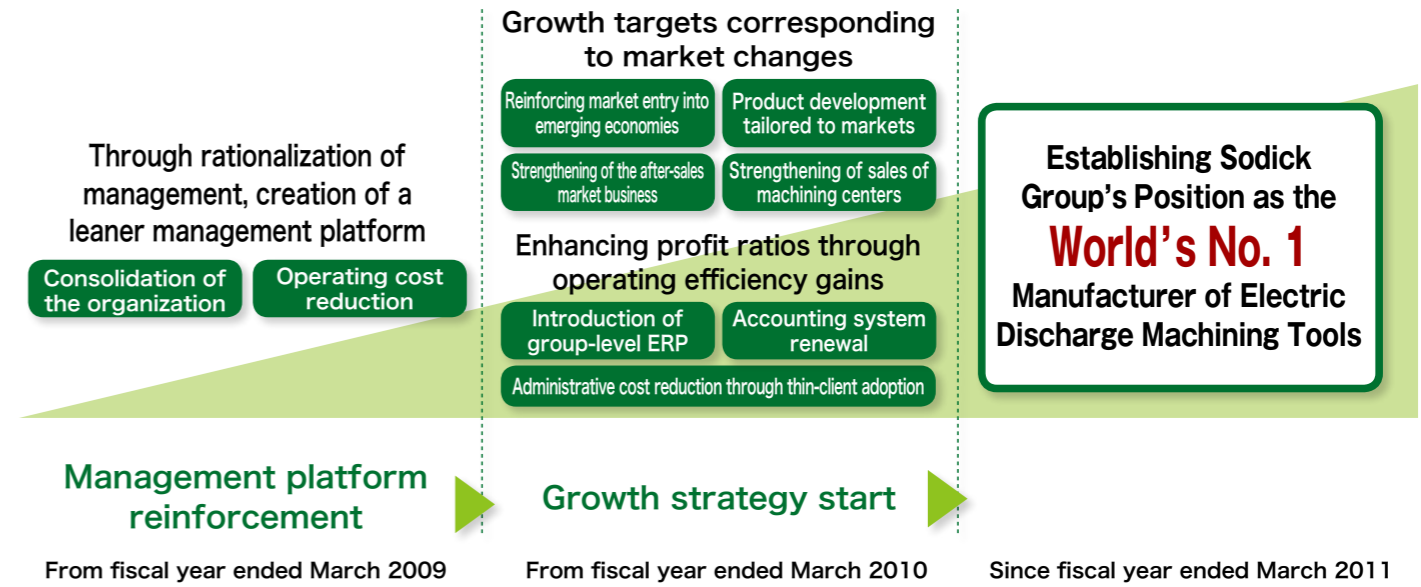 Through rationalization of
management, creation of a
leaner management platform
Consolidation of
the organization
Operating cost
reduction
Growth targets corresponding
to market changes
Reinforcing market entry into
emerging economies
Product development
tailored to markets
Strengthening of the after-sales
market business
Strengthening of sales of
machining centers
Enhancing profit ratios through
operating efficiency gains
Introduction of
group-level ERP
Accounting system
renewal
Administrative cost reduction through thin-client adoption
Establishing Sodick
Group's Position as the
World's No. 1
Manufacturer of Electric
Discharge Machining Tools
Management platform
reinforcement
Growth strategy start
From fiscal year ended March 2009
From fiscal year ended March 2010
Since fiscal year ended March 2011